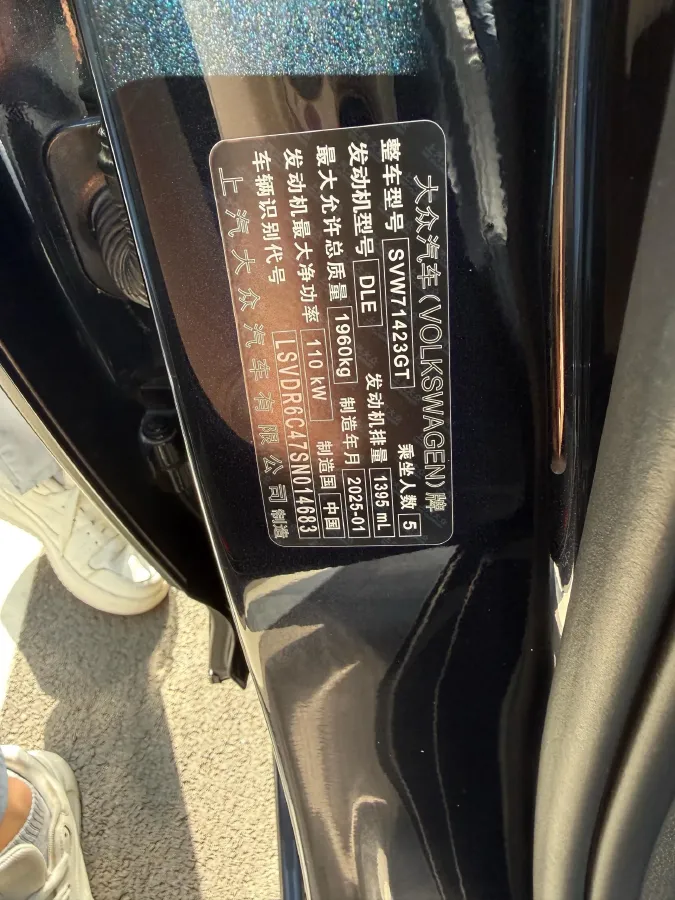 大众汽车(VOLKSWAGEN)牌
整车型号 SVW71423GT 乘坐人数 5
发动机型号 DLE 发动机排量 1395 mL
最大允许总质量 1960kg 制造年月 2025-01
发动机最大净功率 110 kW 制造国 中国
车辆识别代号 LSVDR6C47SN014683
上汽大众汽车有限公司 制造